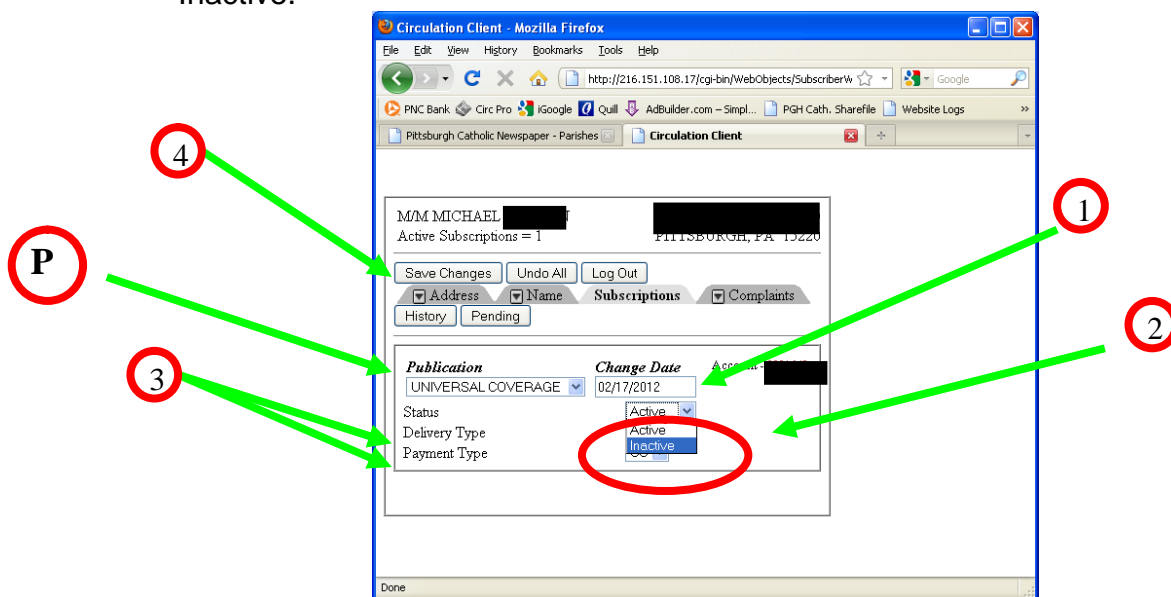 Inactive.
Circulation Client - Mozilla Firefox
File Edit View History Bookmarks Tools Help
http://216.151.108.17/cgi-bin/WebObjects/SubscriberW Google
PNC Bank Circ Pro iGoogle Quill AdBuilder.com – Simpl... PGH Cath. Sharefile Website Logs »
Pittsburgh Catholic Newspaper - Parishes Circulation Client
4
M/M MICHAEL
Active Subscriptions = 1 PITTSBURGH, PA 15220
1
P
Save Changes Undo All Log Out
Address Name Subscriptions Complaints
History Pending
2
Publication Change Date Account
3
UNIVERSAL COVERAGE 02/17/2012
Status Active
Active
Delivery Type
Inactive
Payment Type
Done